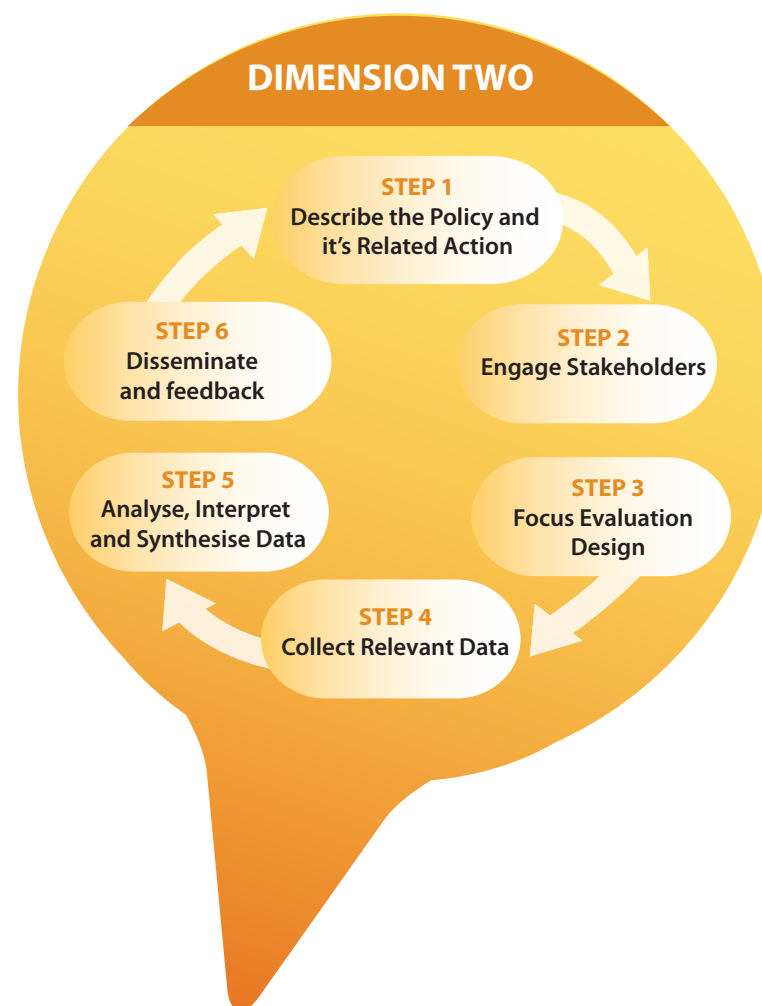 DIMENSION TWO
STEP 1
Describe the Policy and
it's Related Action
STEP 2
Engage Stakeholders
STEP 3
Focus Evaluation
Design
STEP 4
Collect Relevant Data
STEP 5
Analyse, Interpret
and Synthesise Data
STEP 6
Disseminate
and feedback